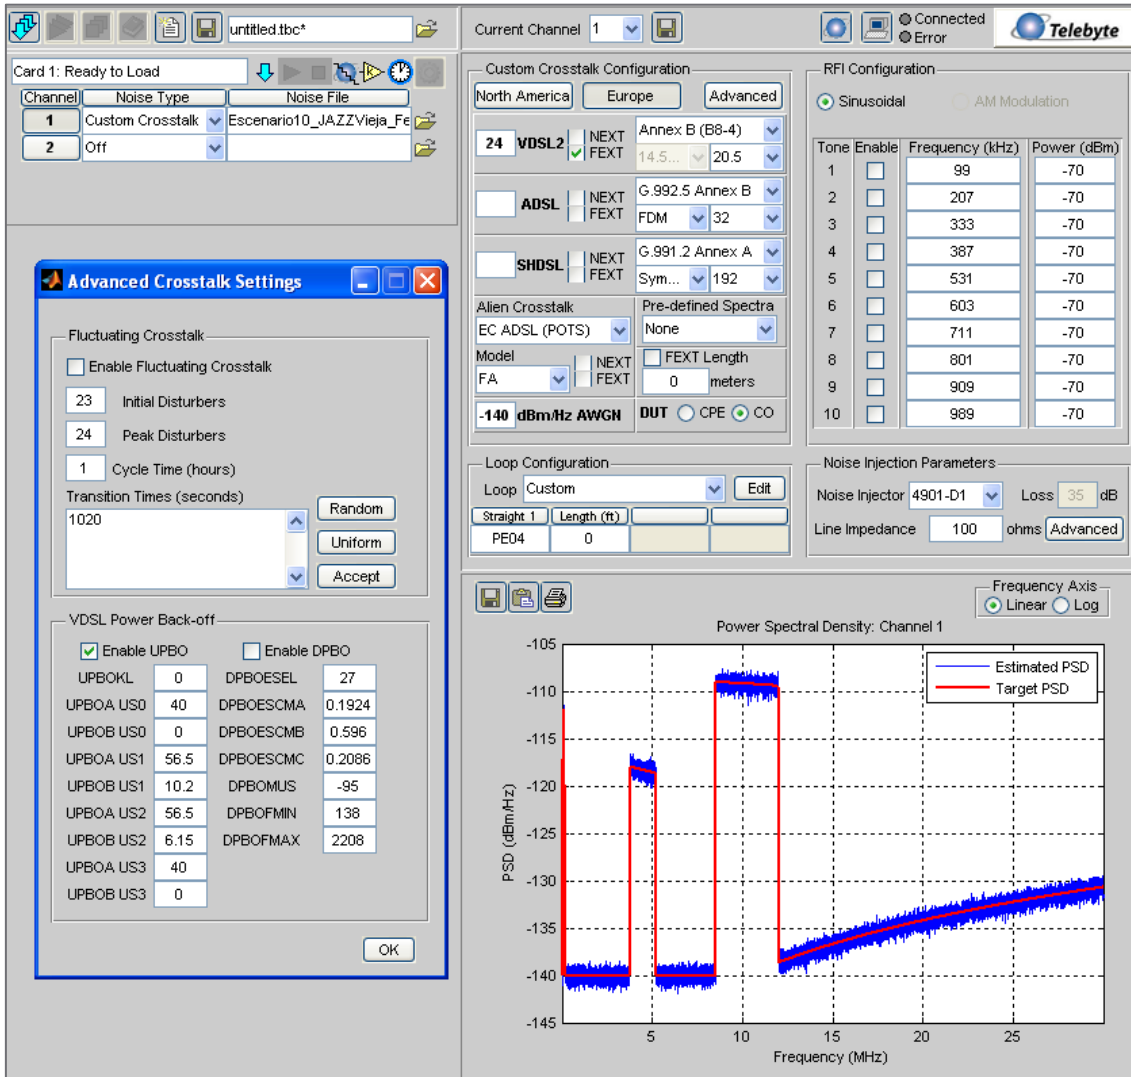 untitled.tbc*
Current Channel 1
Connected
Error
Telebyte
Card 1: Ready to Load
Channel Noise Type Noise File
1 Custom Crosstalk Escenario10_JAZZVieja_Fe
2 Off
Custom Crosstalk Configuration
North America Europe Advanced
24 VDSL2 NEXT Annex B (B8-4)
FEXT 14.5... 20.5
ADSL NEXT G.992.5 Annex B
FEXT FDM 32
SHDSL NEXT G.991.2 Annex A
FEXT Sym... 192
Alien Crosstalk Pre-defined Spectra
EC ADSL (POTS) None
Model NEXT FEXT Length
FA FEXT 0 meters
-140 dBm/Hz AWGN DUT CPE CO
RFI Configuration
Sinusoidal AM Modulation
Tone Enable Frequency (kHz) Power (dBm)
1 99 -70
2 207 -70
3 333 -70
4 387 -70
5 531 -70
6 603 -70
7 711 -70
8 801 -70
9 909 -70
10 989 -70
Loop Configuration
Loop Custom Edit
Straight 1 Length (ft)
PE04 0
Noise Injection Parameters
Noise Injector 4901-D1 Loss 35 dB
Line Impedance 100 ohms Advanced
Advanced Crosstalk Settings
Fluctuating Crosstalk
Enable Fluctuating Crosstalk
23 Initial Disturbers
24 Peak Disturbers
1 Cycle Time (hours)
Transition Times (seconds)
1020
Random
Uniform
Accept
VDSL Power Back-off
Enable UPBO Enable DPBO
UPBOKL 0 DPBOESEL 27
UPBOA US0 40 DPBOESCMA 0.1924
UPBOB US0 0 DPBOESCMB 0.596
UPBOA US1 56.5 DPBOESCMC 0.2086
UPBOB US1 10.2 DPBOMUS -95
UPBOA US2 56.5 DPBOFMIN 138
UPBOB US2 6.15 DPBOFMAX 2208
UPBOA US3 40
UPBOB US3 0
OK
Frequency Axis
Linear Log
Power Spectral Density: Channel 1
Estimated PSD
Target PSD
PSD (dBm/Hz)
-105
-110
-115
-120
-125
-130
-135
-140
-145
5 10 15 20 25
Frequency (MHz)